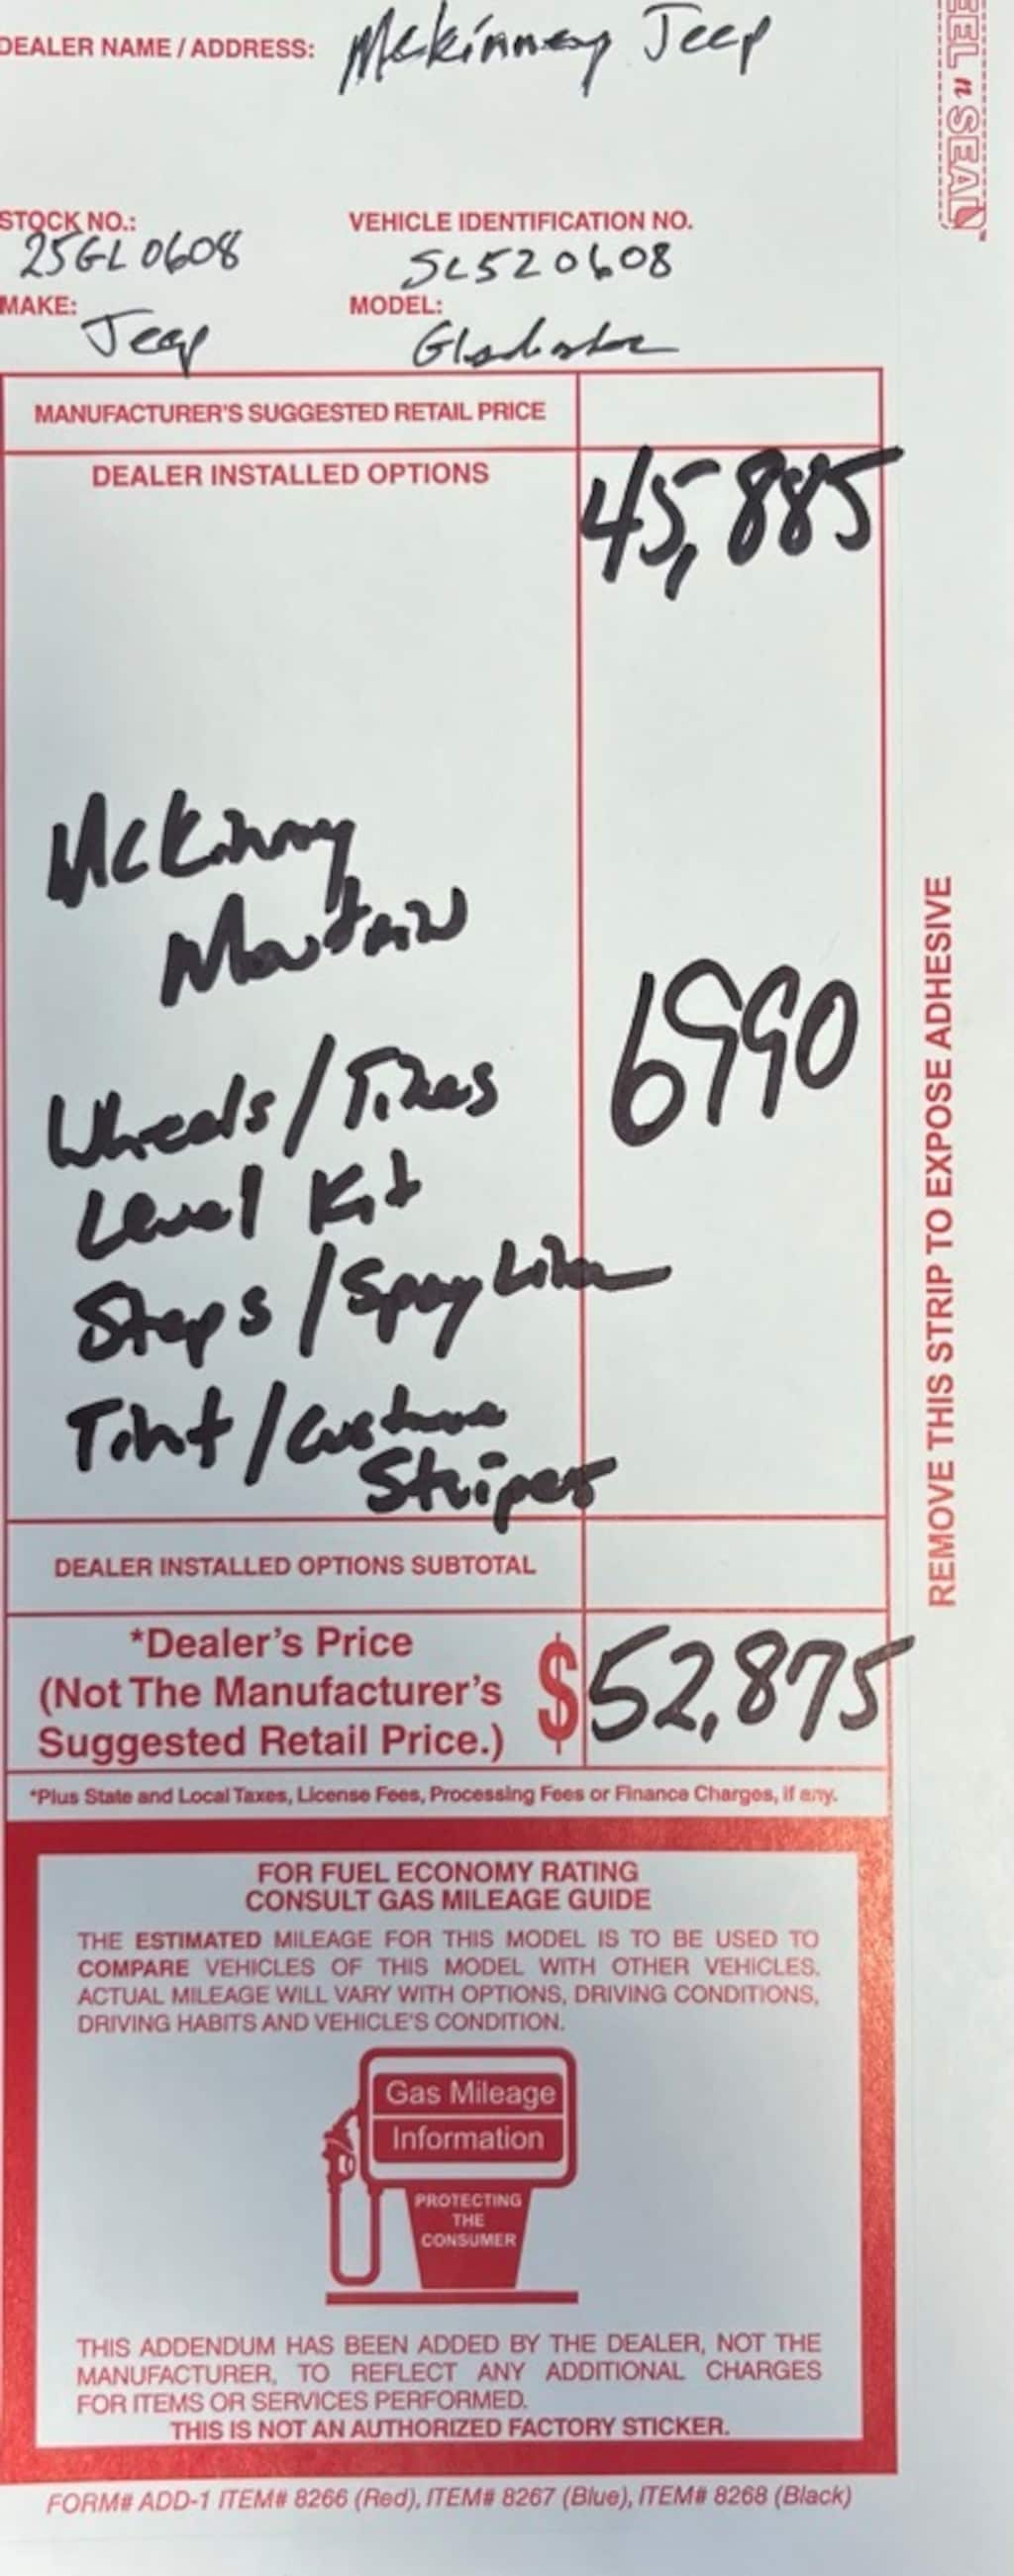 DEALER NAME / ADDRESS: Mckinney Jeep
EEL n SEAL™
STOCK NO.: VEHICLE IDENTIFICATION NO.
25GL0608 SL520608
MAKE: MODEL:
Jeep Gladiator
MANUFACTURER'S SUGGESTED RETAIL PRICE
DEALER INSTALLED OPTIONS 45,885
McKinney
Mountain
6990
Wheels/Tires
Level Kit
Steps/Spray Liner
Tint/Custom
Stripes
REMOVE THIS STRIP TO EXPOSE ADHESIVE
DEALER INSTALLED OPTIONS SUBTOTAL
*Dealer's Price
(Not The Manufacturer's
Suggested Retail Price.) $52,875
*Plus State and Local Taxes, License Fees, Processing Fees or Finance Charges, if any.
FOR FUEL ECONOMY RATING
CONSULT GAS MILEAGE GUIDE
THE ESTIMATED MILEAGE FOR THIS MODEL IS TO BE USED TO
COMPARE VEHICLES OF THIS MODEL WITH OTHER VEHICLES.
ACTUAL MILEAGE WILL VARY WITH OPTIONS, DRIVING CONDITIONS,
DRIVING HABITS AND VEHICLE'S CONDITION.
Gas Mileage
Information
PROTECTING
THE
CONSUMER
THIS ADDENDUM HAS BEEN ADDED BY THE DEALER, NOT THE
MANUFACTURER, TO REFLECT ANY ADDITIONAL CHARGES
FOR ITEMS OR SERVICES PERFORMED.
THIS IS NOT AN AUTHORIZED FACTORY STICKER.
FORM# ADD-1 ITEM# 8266 (Red), ITEM# 8267 (Blue), ITEM# 8268 (Black)